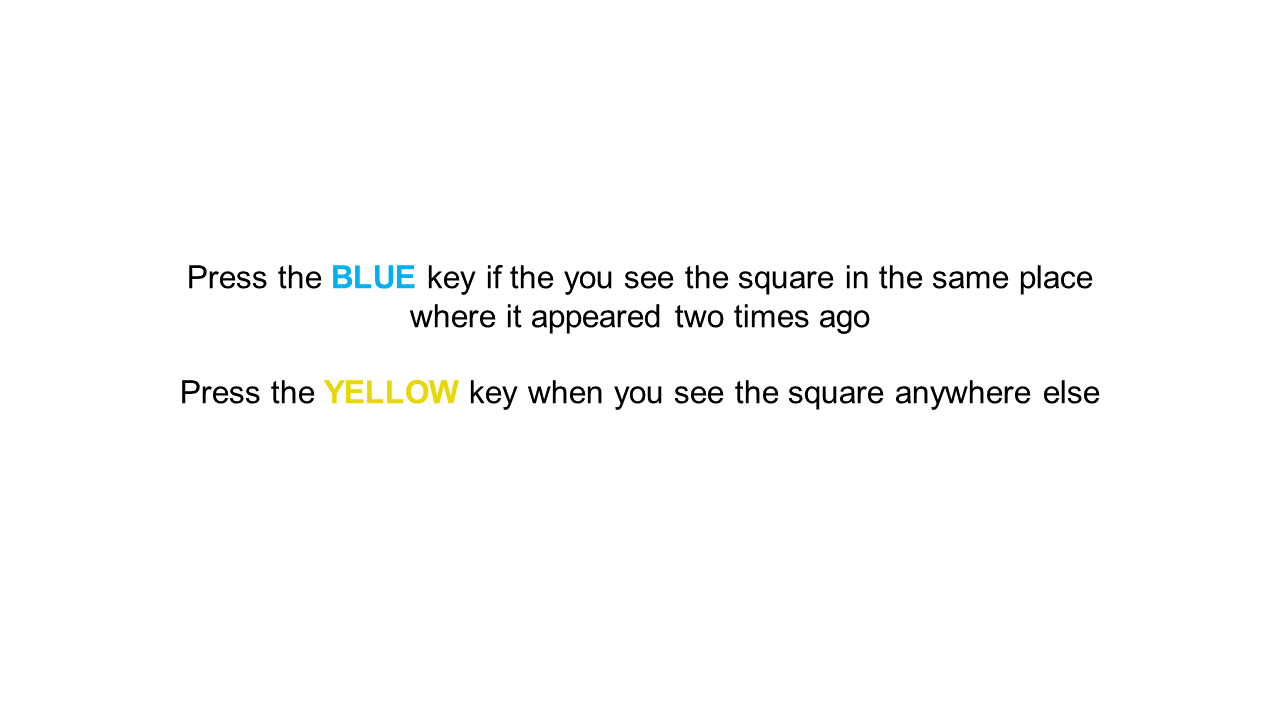 Press the BLUE key if the you see the square in the same place
where it appeared two times ago
Press the YELLOW key when you see the square anywhere else